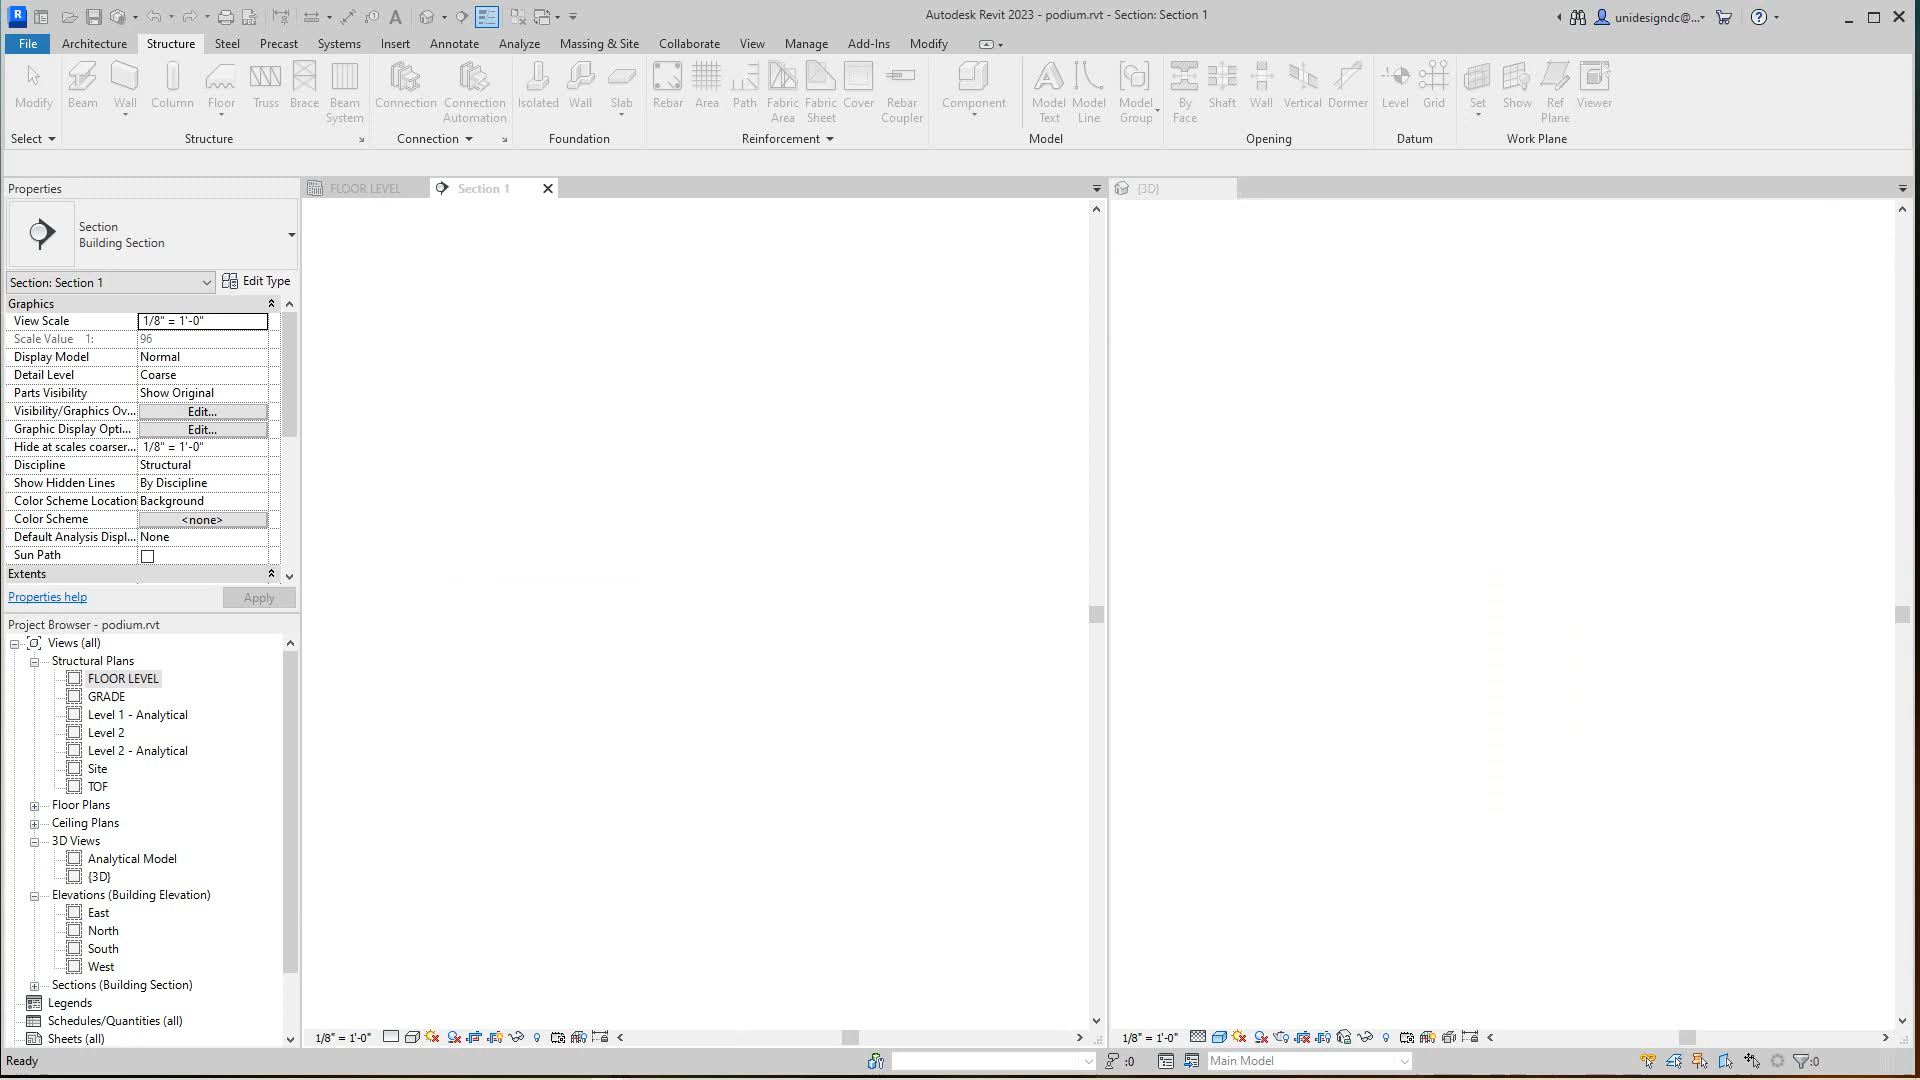 Autodesk Revit 2023 - podium.rvt - Section: Section 1
unidesigndc@...
File Architecture Structure Steel Precast Systems Insert Annotate Analyze Massing & Site Collaborate View Manage Add-Ins Modify
Modify Beam Wall Column Floor Truss Brace Beam System Connection Connection Automation Isolated Wall Slab Rebar Area Path Fabric Area Fabric Sheet Cover Rebar Coupler Component Model Text Model Line Model Group By Face Shaft Wall Vertical Dormer Level Grid Set Show Ref Plane Viewer
Select Structure Connection Foundation Reinforcement Model Opening Datum Work Plane
Properties
FLOOR LEVEL Section 1 {3D}
Section
Building Section
Section: Section 1 Edit Type
Graphics
View Scale 1/8" = 1'-0"
Scale Value 1: 96
Display Model Normal
Detail Level Coarse
Parts Visibility Show Original
Visibility/Graphics Ov... Edit...
Graphic Display Opti... Edit...
Hide at scales coarser... 1/8" = 1'-0"
Discipline Structural
Show Hidden Lines By Discipline
Color Scheme Location Background
Color Scheme <none>
Default Analysis Displ... None
Sun Path
Extents
Properties help Apply
Project Browser - podium.rvt
Views (all)
Structural Plans
FLOOR LEVEL
GRADE
Level 1 - Analytical
Level 2
Level 2 - Analytical
Site
TOF
Floor Plans
Ceiling Plans
3D Views
Analytical Model
{3D}
Elevations (Building Elevation)
East
North
South
West
Sections (Building Section)
Legends
Schedules/Quantities (all)
Sheets (all)
1/8" = 1'-0" 1/8" = 1'-0"
Ready :0 Main Model :0